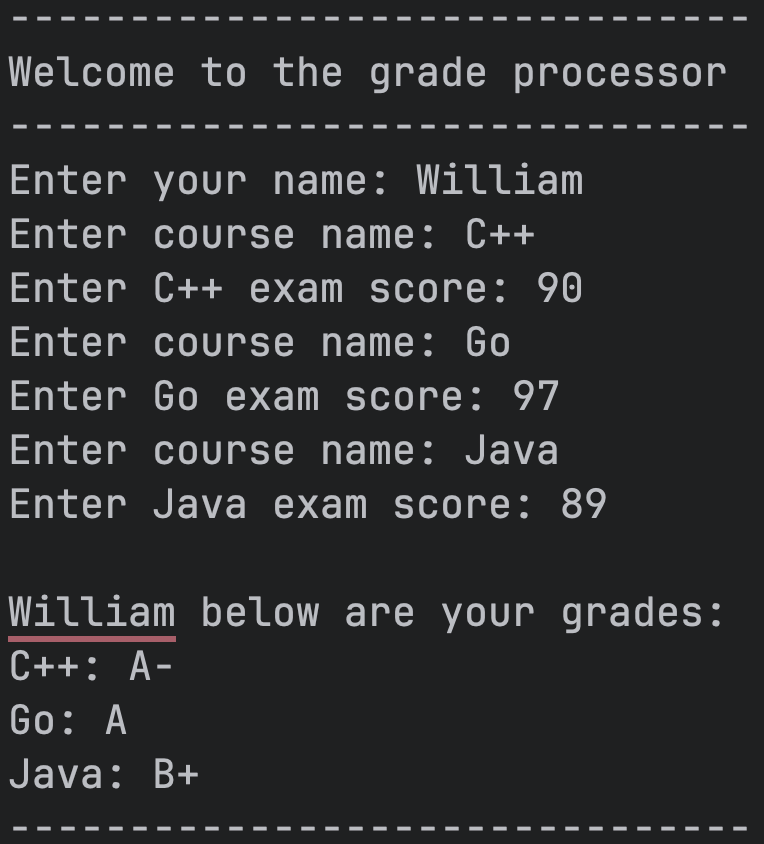 -------------------------------
Welcome to the grade processor
-------------------------------
Enter your name: William
Enter course name: C++
Enter C++ exam score: 90
Enter course name: Go
Enter Go exam score: 97
Enter course name: Java
Enter Java exam score: 89

William below are your grades:
C++: A-
Go: A
Java: B+
-------------------------------